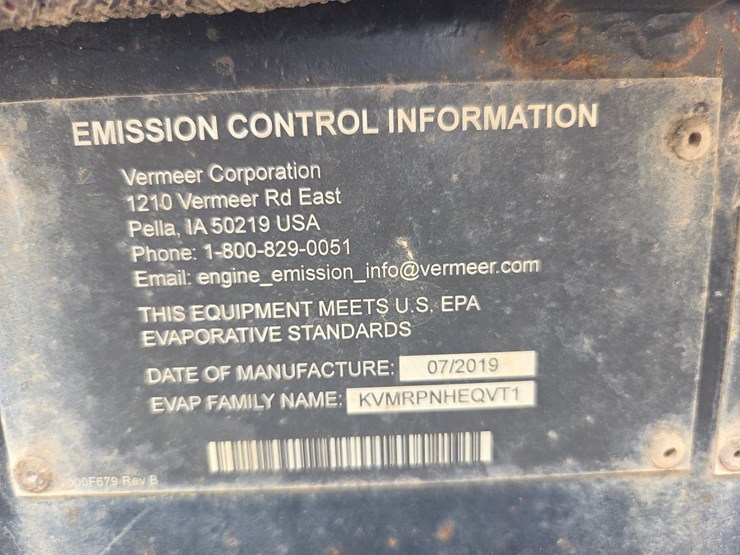 EMISSION CONTROL INFORMATION
Vermeer Corporation
1210 Vermeer Rd East
Pella, IA 50219 USA
Phone: 1-800-829-0051
Email: engine_emission_info@vermeer.com
THIS EQUIPMENT MEETS U.S. EPA
EVAPORATIVE STANDARDS
DATE OF MANUFACTURE: 07/2019
EVAP FAMILY NAME: KVMRPNHEQVT1
Rev B